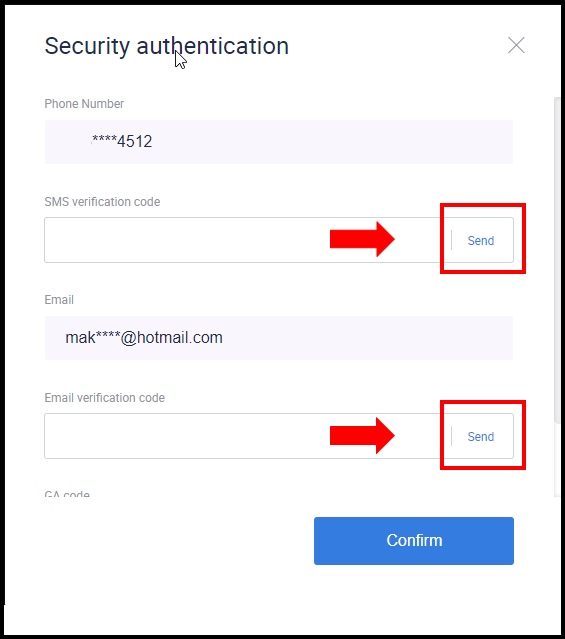 Security authentication
Phone Number
****4512
SMS verification code
Send
Email
mak****@hotmail.com
Email verification code
Send
GA code
Confirm